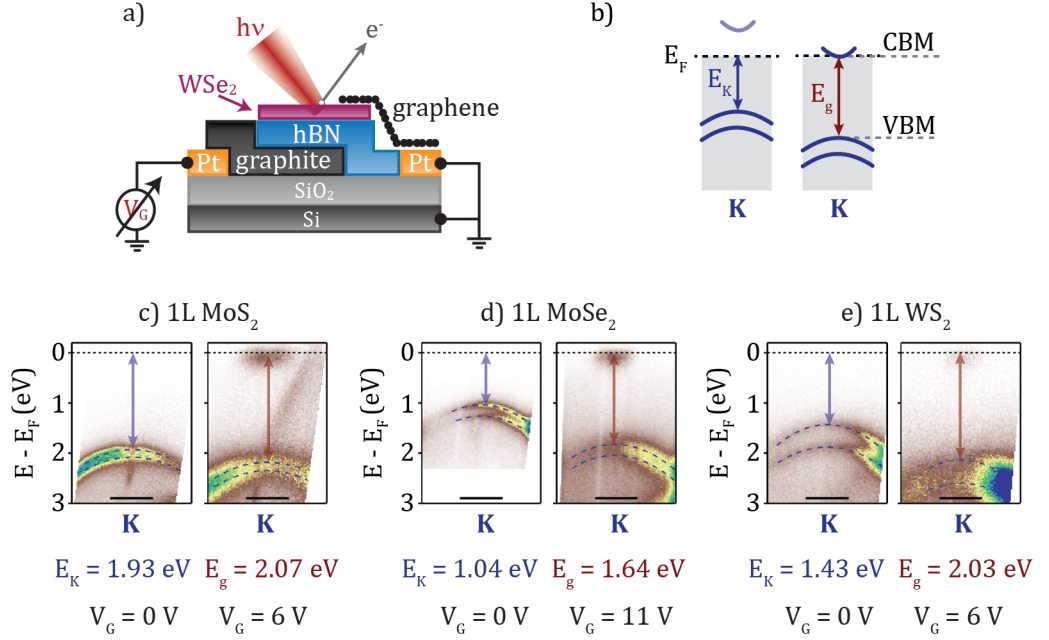 a)
hν
e⁻
WSe₂
graphene
hBN
Pt
graphite
Pt
SiO₂
Si
V_G
b)
E_F
CBM
E_K
E_g
VBM
K
K
c) 1L MoS₂
E - E_F (eV)
0
1
2
3
K
E_K = 1.93 eV
E_g = 2.07 eV
V_G = 0 V
V_G = 6 V
d) 1L MoSe₂
E - E_F (eV)
0
1
2
3
K
E_K = 1.04 eV
E_g = 1.64 eV
V_G = 0 V
V_G = 11 V
e) 1L WS₂
E - E_F (eV)
0
1
2
3
K
E_K = 1.43 eV
E_g = 2.03 eV
V_G = 0 V
V_G = 6 V